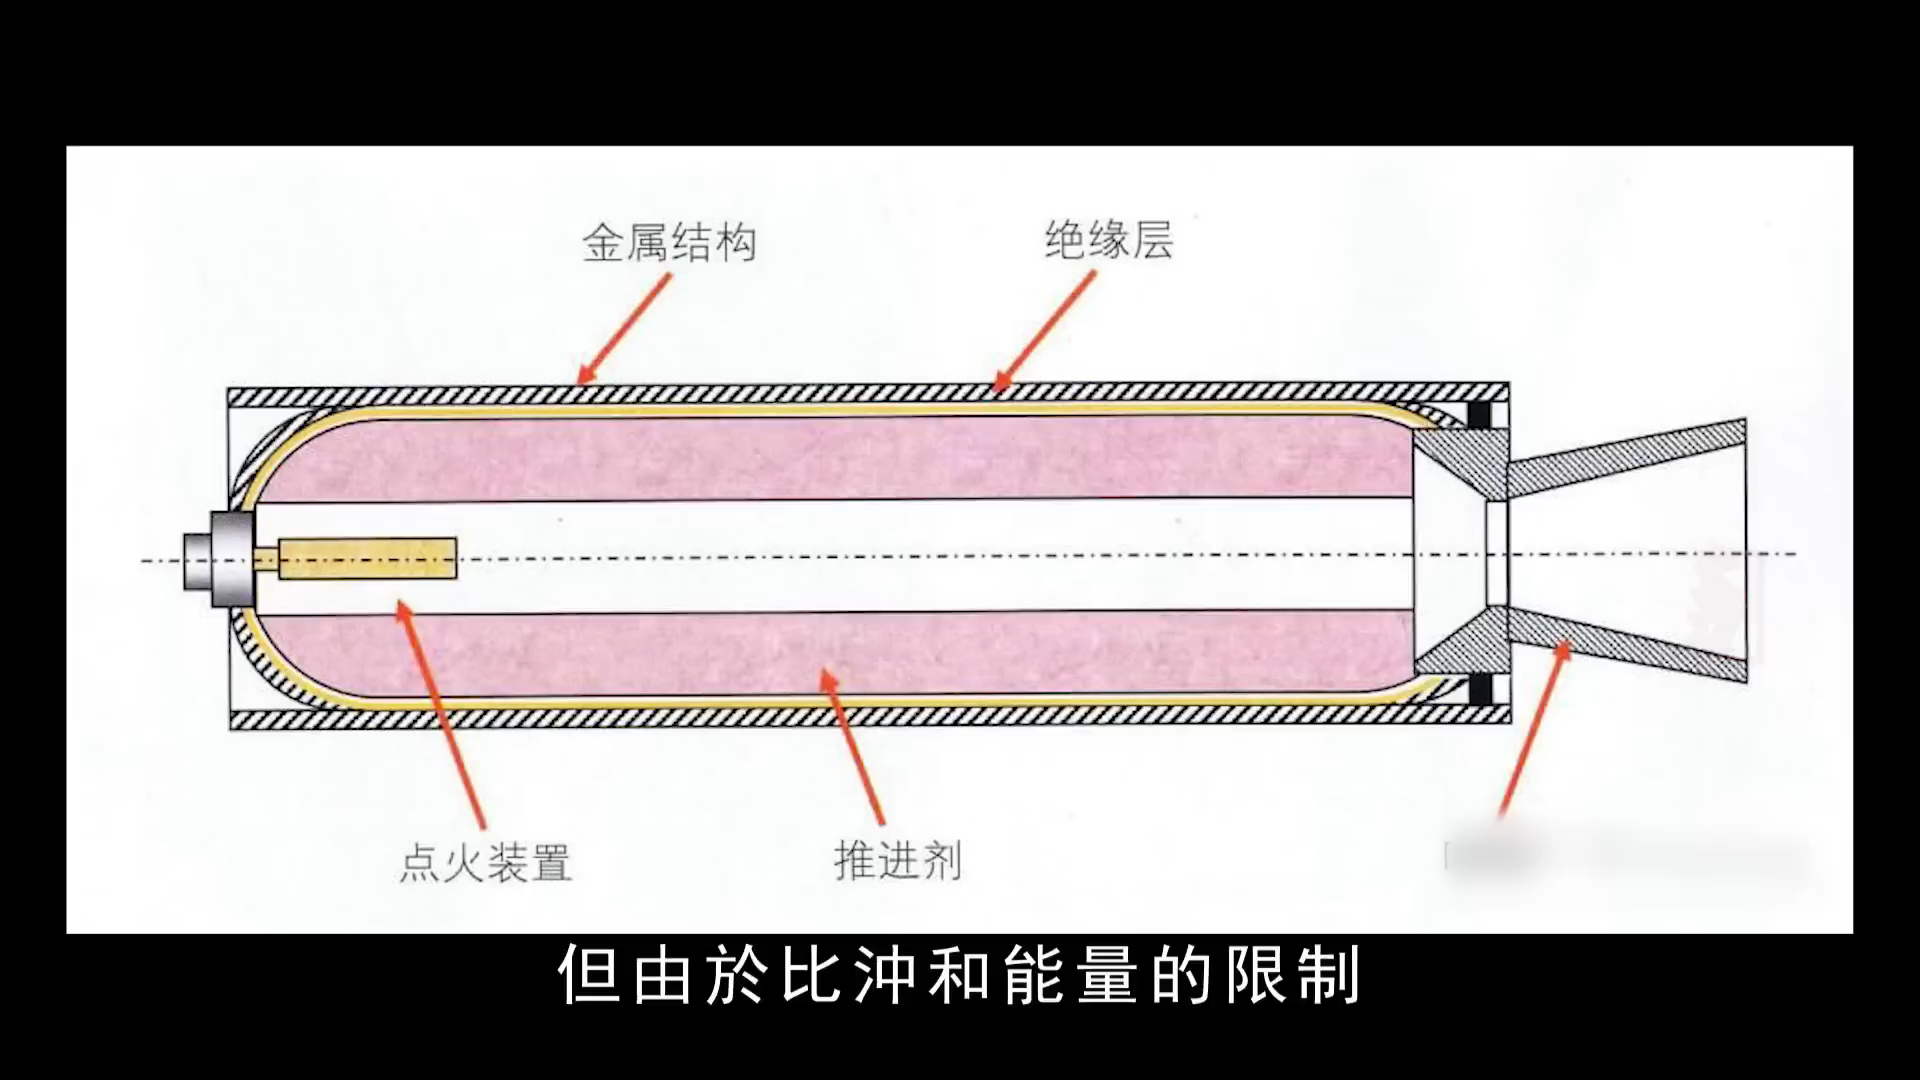 金属结构
绝缘层
点火装置
推进剂
但由於比沖和能量的限制